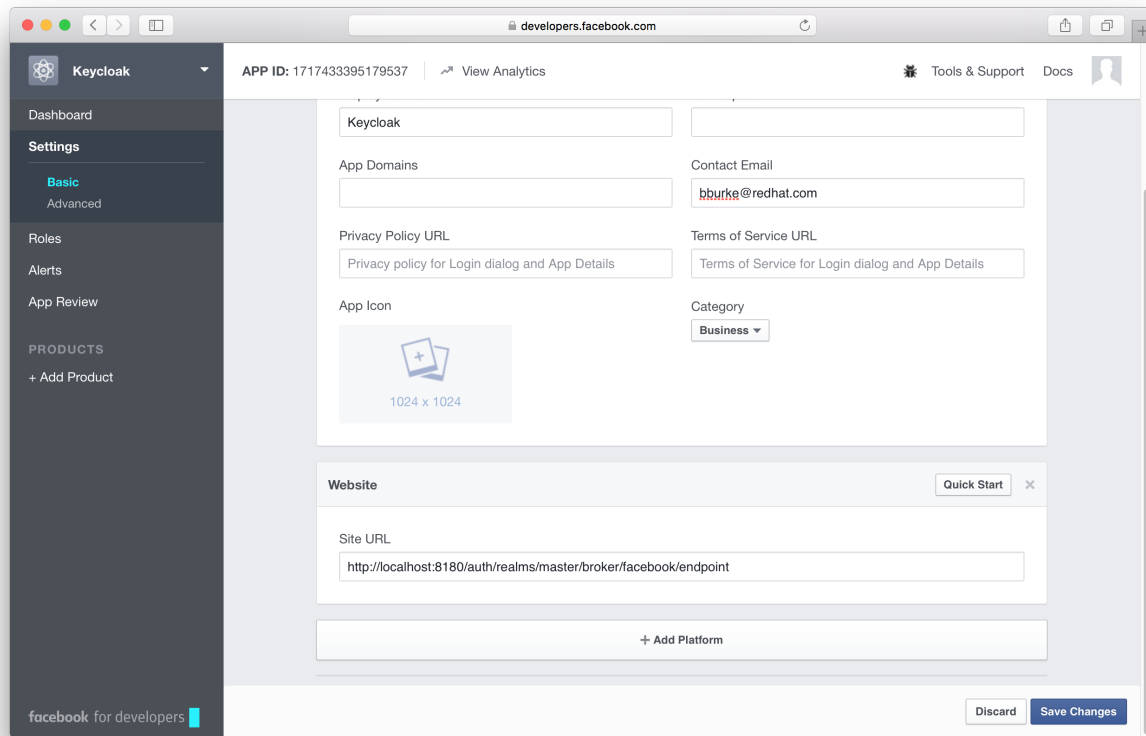 developers.facebook.com
Keycloak
APP ID: 1717433395179537
View Analytics
Tools & Support
Docs
Dashboard
Settings
Basic
Advanced
Roles
Alerts
App Review
PRODUCTS
+ Add Product
facebook for developers
Keycloak
App Domains
Contact Email
bburke@redhat.com
Privacy Policy URL
Terms of Service URL
Privacy policy for Login dialog and App Details
Terms of Service for Login dialog and App Details
App Icon
Category
Business
1024 x 1024
Website
Quick Start
Site URL
http://localhost:8180/auth/realms/master/broker/facebook/endpoint
+ Add Platform
Discard
Save Changes